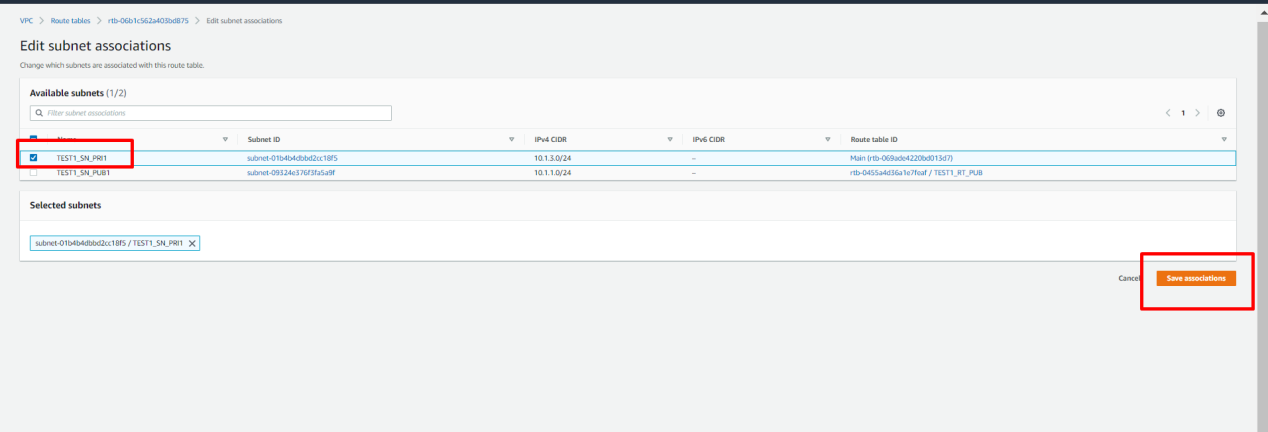 VPC > Route tables > rtb-06b1c562a403bd875 > Edit subnet associations
Edit subnet associations
Change which subnets are associated with this route table.
Available subnets (1/2)
Filter subnet associations
< 1 >
Name Subnet ID IPv4 CIDR IPv6 CIDR Route table ID
TEST1_SN_PRI1 subnet-01b4b4dbbd2cc18f5 10.1.3.0/24 – Main (rtb-069ade4220bd013d7)
TEST1_SN_PUB1 subnet-09324e376f3fa5a9f 10.1.1.0/24 – rtb-0455a4d36a1e7feaf / TEST1_RT_PUB
Selected subnets
subnet-01b4b4dbbd2cc18f5 / TEST1_SN_PRI1 X
Cancel Save associations